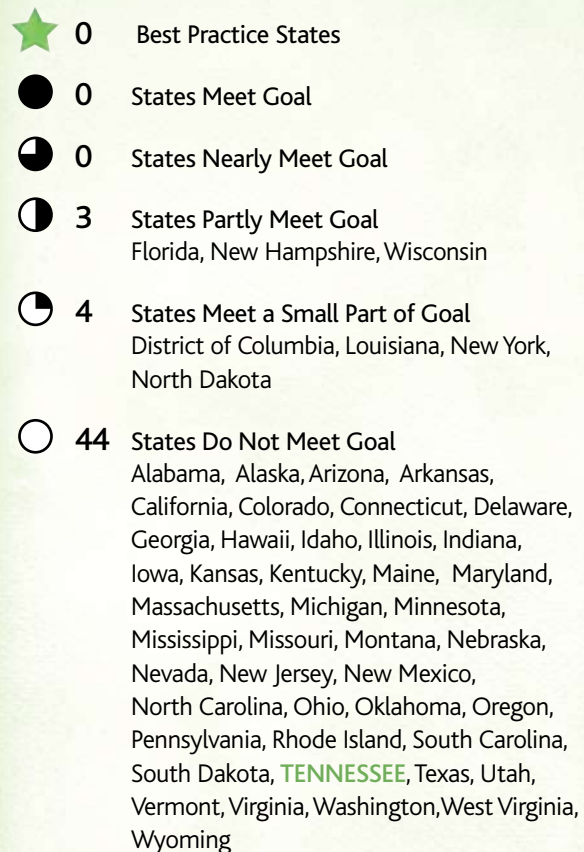 0 Best Practice States
0 States Meet Goal
0 States Nearly Meet Goal
3 States Partly Meet Goal
Florida, New Hampshire, Wisconsin
4 States Meet a Small Part of Goal
District of Columbia, Louisiana, New York,
North Dakota
44 States Do Not Meet Goal
Alabama, Alaska, Arizona, Arkansas,
California, Colorado, Connecticut, Delaware,
Georgia, Hawaii, Idaho, Illinois, Indiana,
Iowa, Kansas, Kentucky, Maine, Maryland,
Massachusetts, Michigan, Minnesota,
Mississippi, Missouri, Montana, Nebraska,
Nevada, New Jersey, New Mexico,
North Carolina, Ohio, Oklahoma, Oregon,
Pennsylvania, Rhode Island, South Carolina,
South Dakota, TENNESSEE, Texas, Utah,
Vermont, Virginia, Washington,West Virginia,
Wyoming